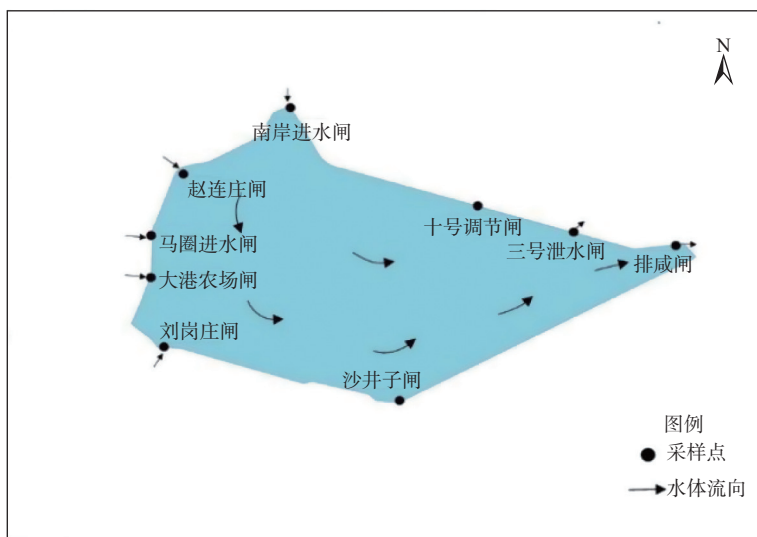 N
南岸进水闸
赵连庄闸
十号调节闸
马圈进水闸
三号泄水闸
排咸闸
大港农场闸
刘岗庄闸
沙井子闸
图例
采样点
水体流向